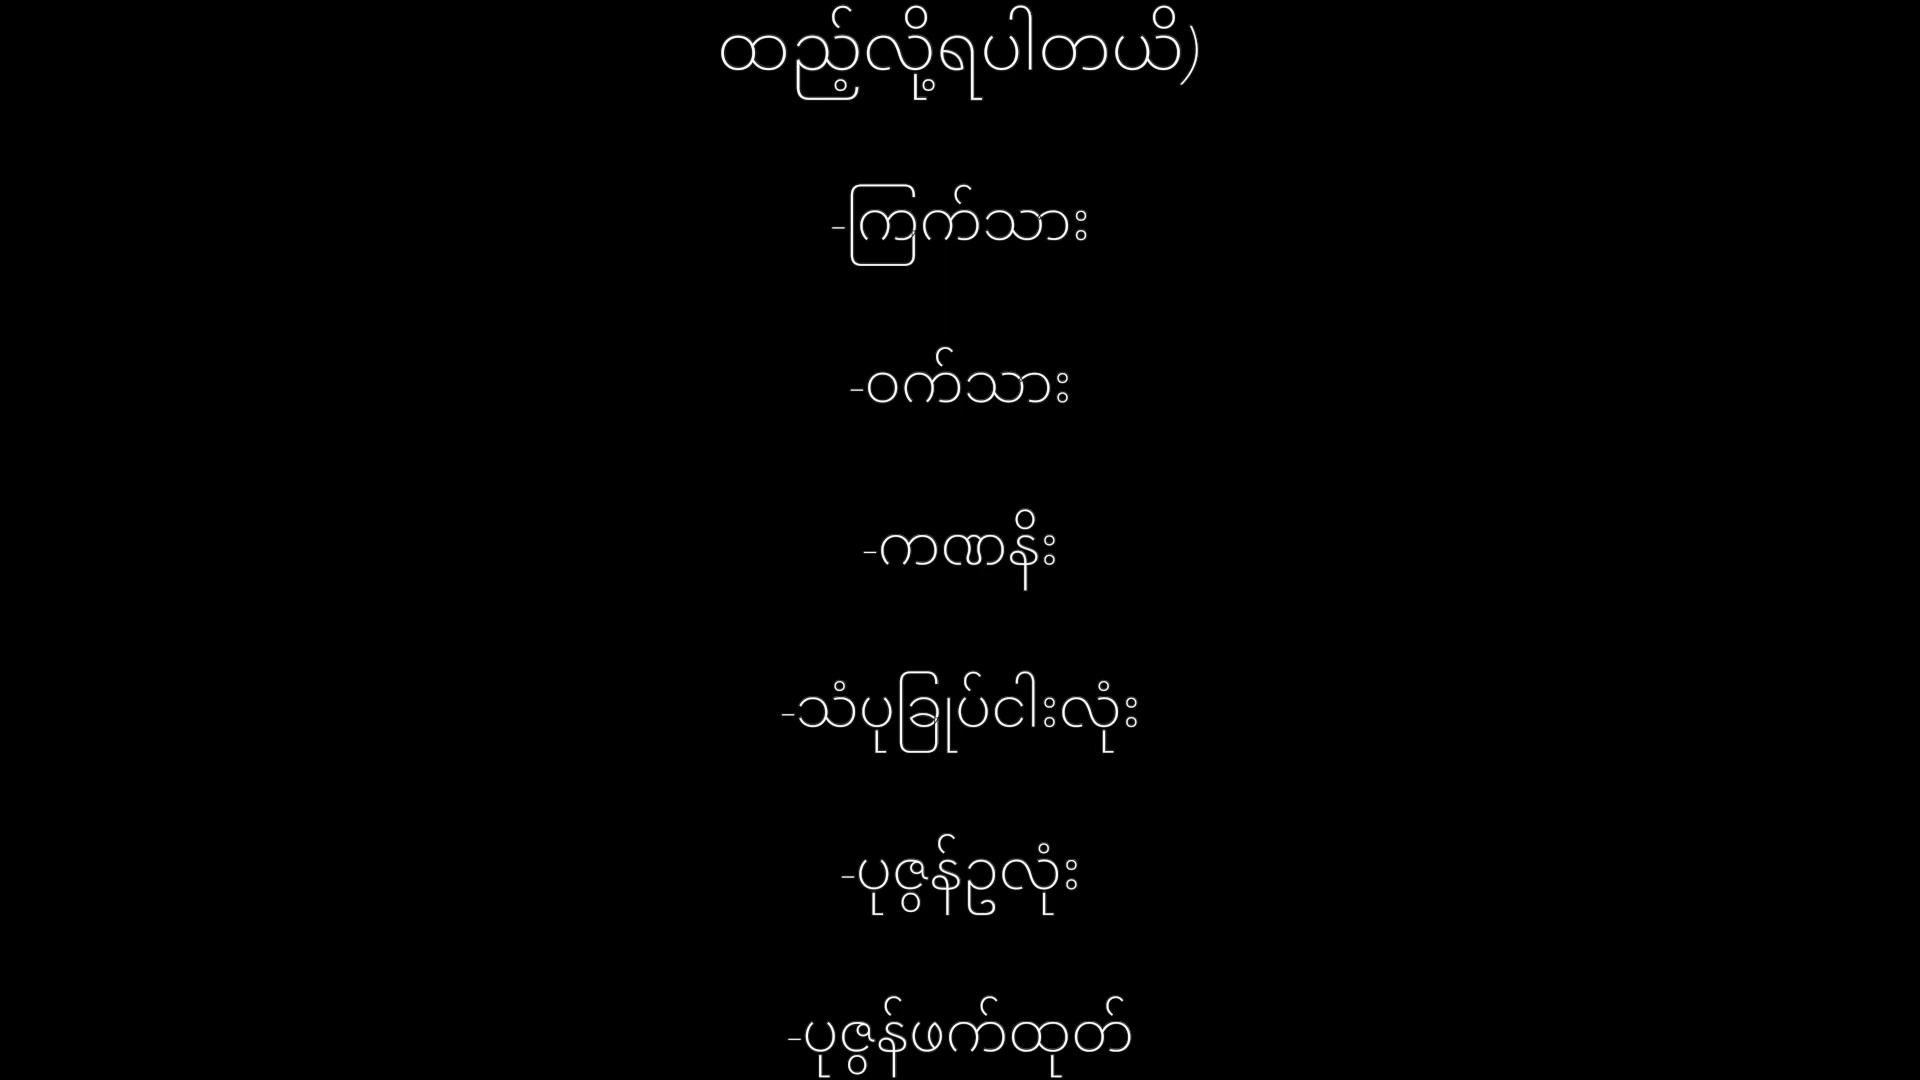 ထည့်လို့ရပါတယိ)
-ကြက်သား
-ဝက်သား
-ကဏန်း
-သံပုခြုပ်ငါးလုံး
-ပုဇွန်ဥလုံး
-ပုဇွန်ဖက်ထုတ်